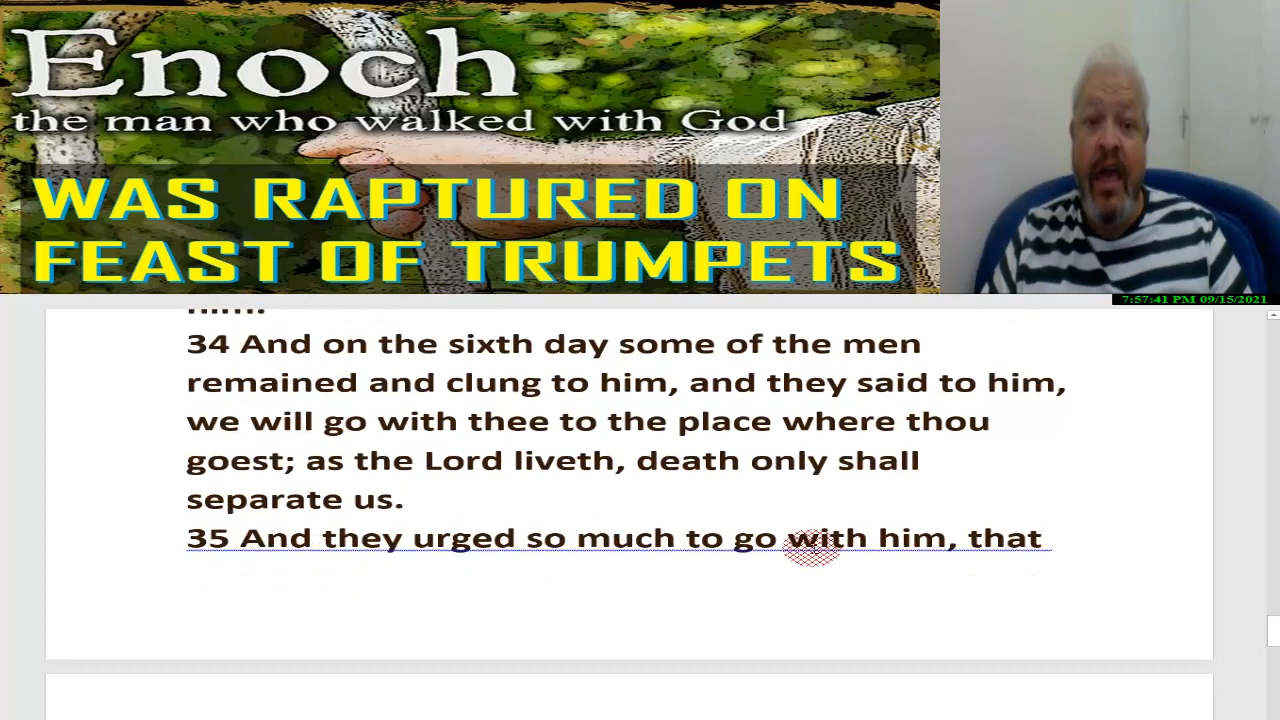 Enoch
the man who walked with God
WAS RAPTURED ON
FEAST OF TRUMPETS
7:57:41 PM 09/15/2021
him.
34 And on the sixth day some of the men
remained and clung to him, and they said to him,
we will go with thee to the place where thou
goest; as the Lord liveth, death only shall
separate us.
35 And they urged so much to go with him, that